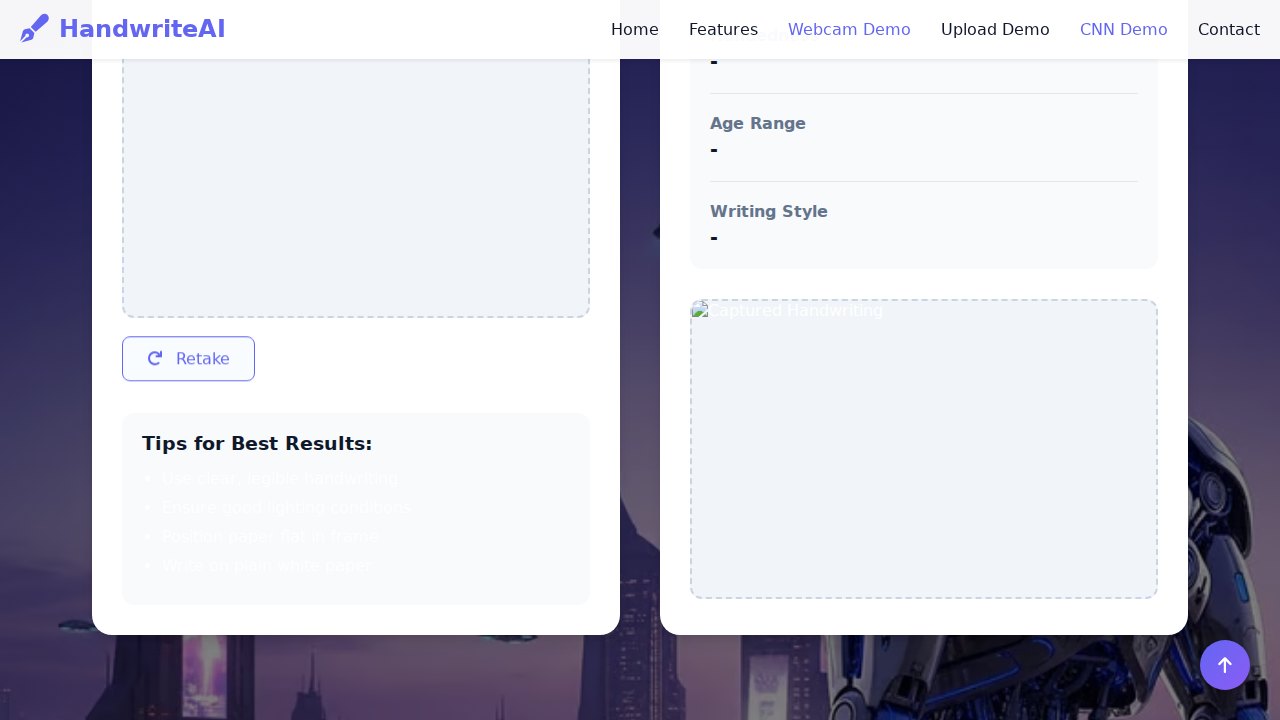 HandwriteAI
Home
Features
Webcam Demo
Upload Demo
CNN Demo
Contact
-
Age Range
-
Writing Style
-
Captured Handwriting
Retake
Tips for Best Results:
• Use clear, legible handwriting
• Ensure good lighting conditions
• Position paper flat in frame
• Write on plain white paper